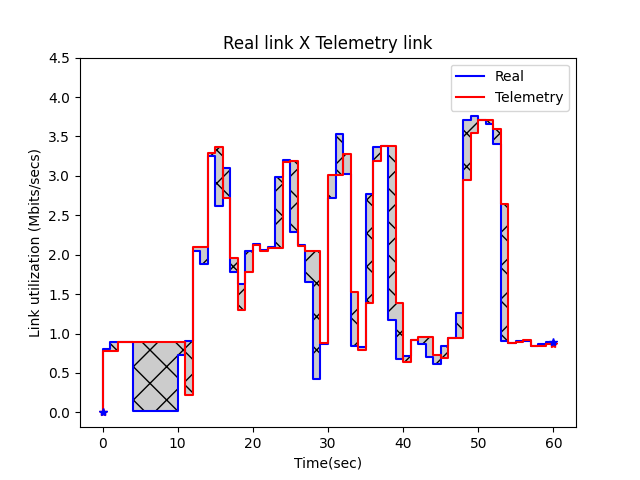 Real link X Telemetry link
Real
Telemetry
Link utilization (Mbits/secs)
4.5
4.0
3.5
3.0
2.5
2.0
1.5
1.0
0.5
0.0
0 10 20 30 40 50 60
Time(sec)